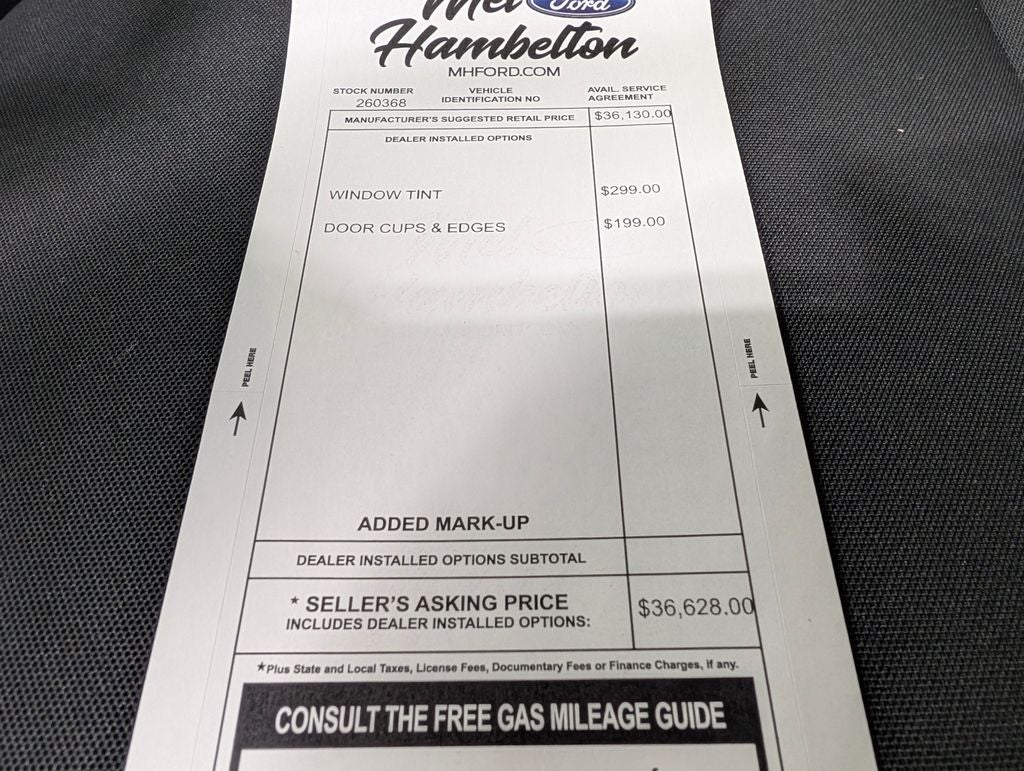 Mel Ford
Hambelton
MHFORD.COM
STOCK NUMBER
260368
VEHICLE
IDENTIFICATION NO
AVAIL. SERVICE
AGREEMENT
MANUFACTURER'S SUGGESTED RETAIL PRICE $36,130.00
DEALER INSTALLED OPTIONS
WINDOW TINT $299.00
DOOR CUPS & EDGES $199.00
PEEL HERE
PEEL HERE
ADDED MARK-UP
DEALER INSTALLED OPTIONS SUBTOTAL
* SELLER'S ASKING PRICE $36,628.00
INCLUDES DEALER INSTALLED OPTIONS:
*Plus State and Local Taxes, License Fees, Documentary Fees or Finance Charges, if any.
CONSULT THE FREE GAS MILEAGE GUIDE